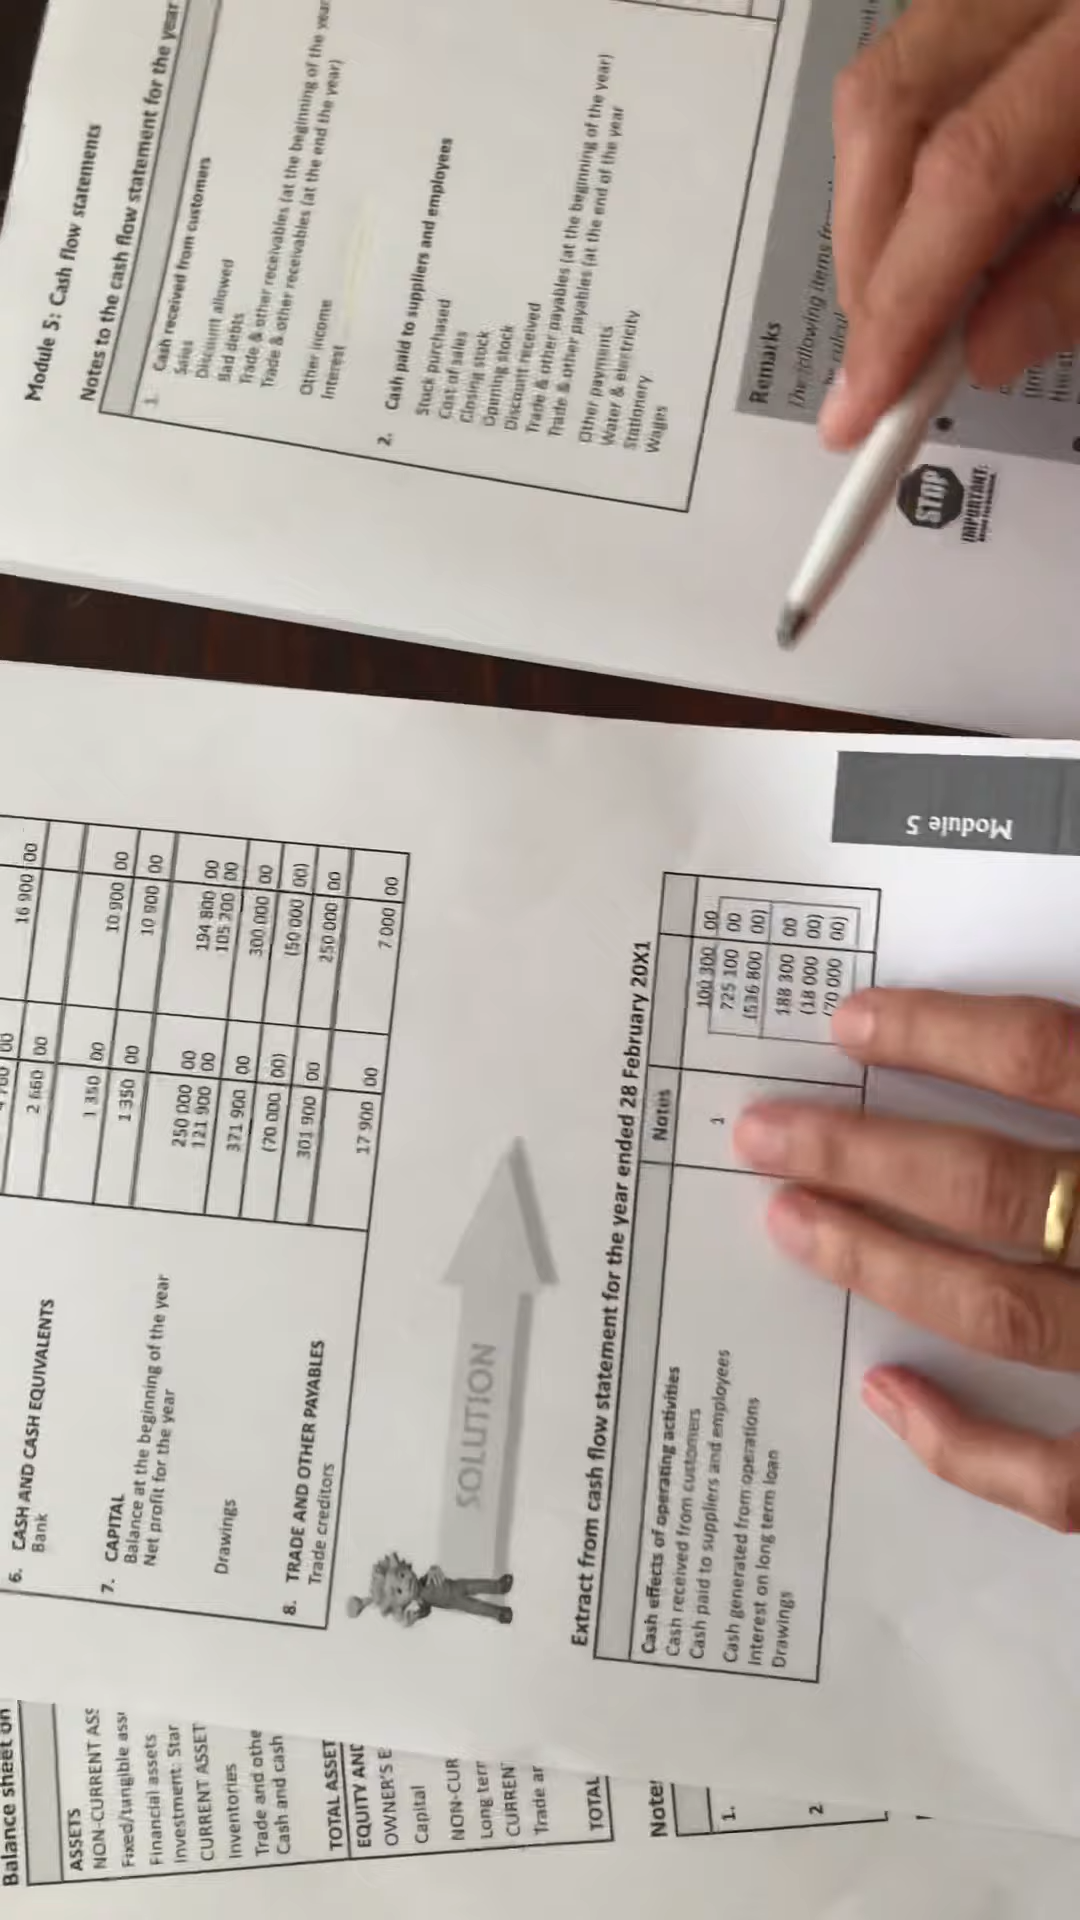 Module 5: Cash flow statements
Notes to the cash flow statement for the year
1. Cash received from customers
Sales
Discount allowed
Bad debts
Trade & other receivables (at the beginning of the year
Trade & other receivables (at the end the year)
Other income
Interest
2. Cash paid to suppliers and employees
Stock purchased
Cost of sales
Closing stock
Opening stock
Discount received
Trade & other payables (at the beginning of the year)
Trade & other payables (at the end of the year
Other payments
Water & electricity
Stationery
Wages
Remarks
The following items
STOP
IMPORTANT
6. CASH AND CASH EQUIVALENTS
Bank 2 660 00 16 900 00
1 350 00 10 900 00
7. CAPITAL 1 350 00 10 900 00
Balance at the beginning of the year 250 000 00 194 800 00
Net profit for the year 121 900 00 105 200 00
371 900 00 300 000 00
Drawings (70 000 00) (50 000 00)
301 900 00 250 000 00
8. TRADE AND OTHER PAYABLES
Trade creditors 17 900 00 7 000 00
SOLUTION
Extract from cash flow statement for the year ended 28 February 20X1
Notes
Cash effects of operating activities 100 300 00
Cash received from customers 1 725 100 00
Cash paid to suppliers and employees (536 800 00)
Cash generated from operations 188 300 00
Interest on long term loan (18 000 00)
Drawings (70 000 00)
Module 5
Balance sheet on
ASSETS
NON-CURRENT ASS
Fixed/tangible ass
Financial assets
Investment: Star
CURRENT ASSET
Inventories
Trade and othe
Cash and cash
TOTAL ASSET
EQUITY AND
OWNER'S E
Capital
NON-CUR
Long terr
CURREN
Trade ar
TOTAL
Note
1.
2